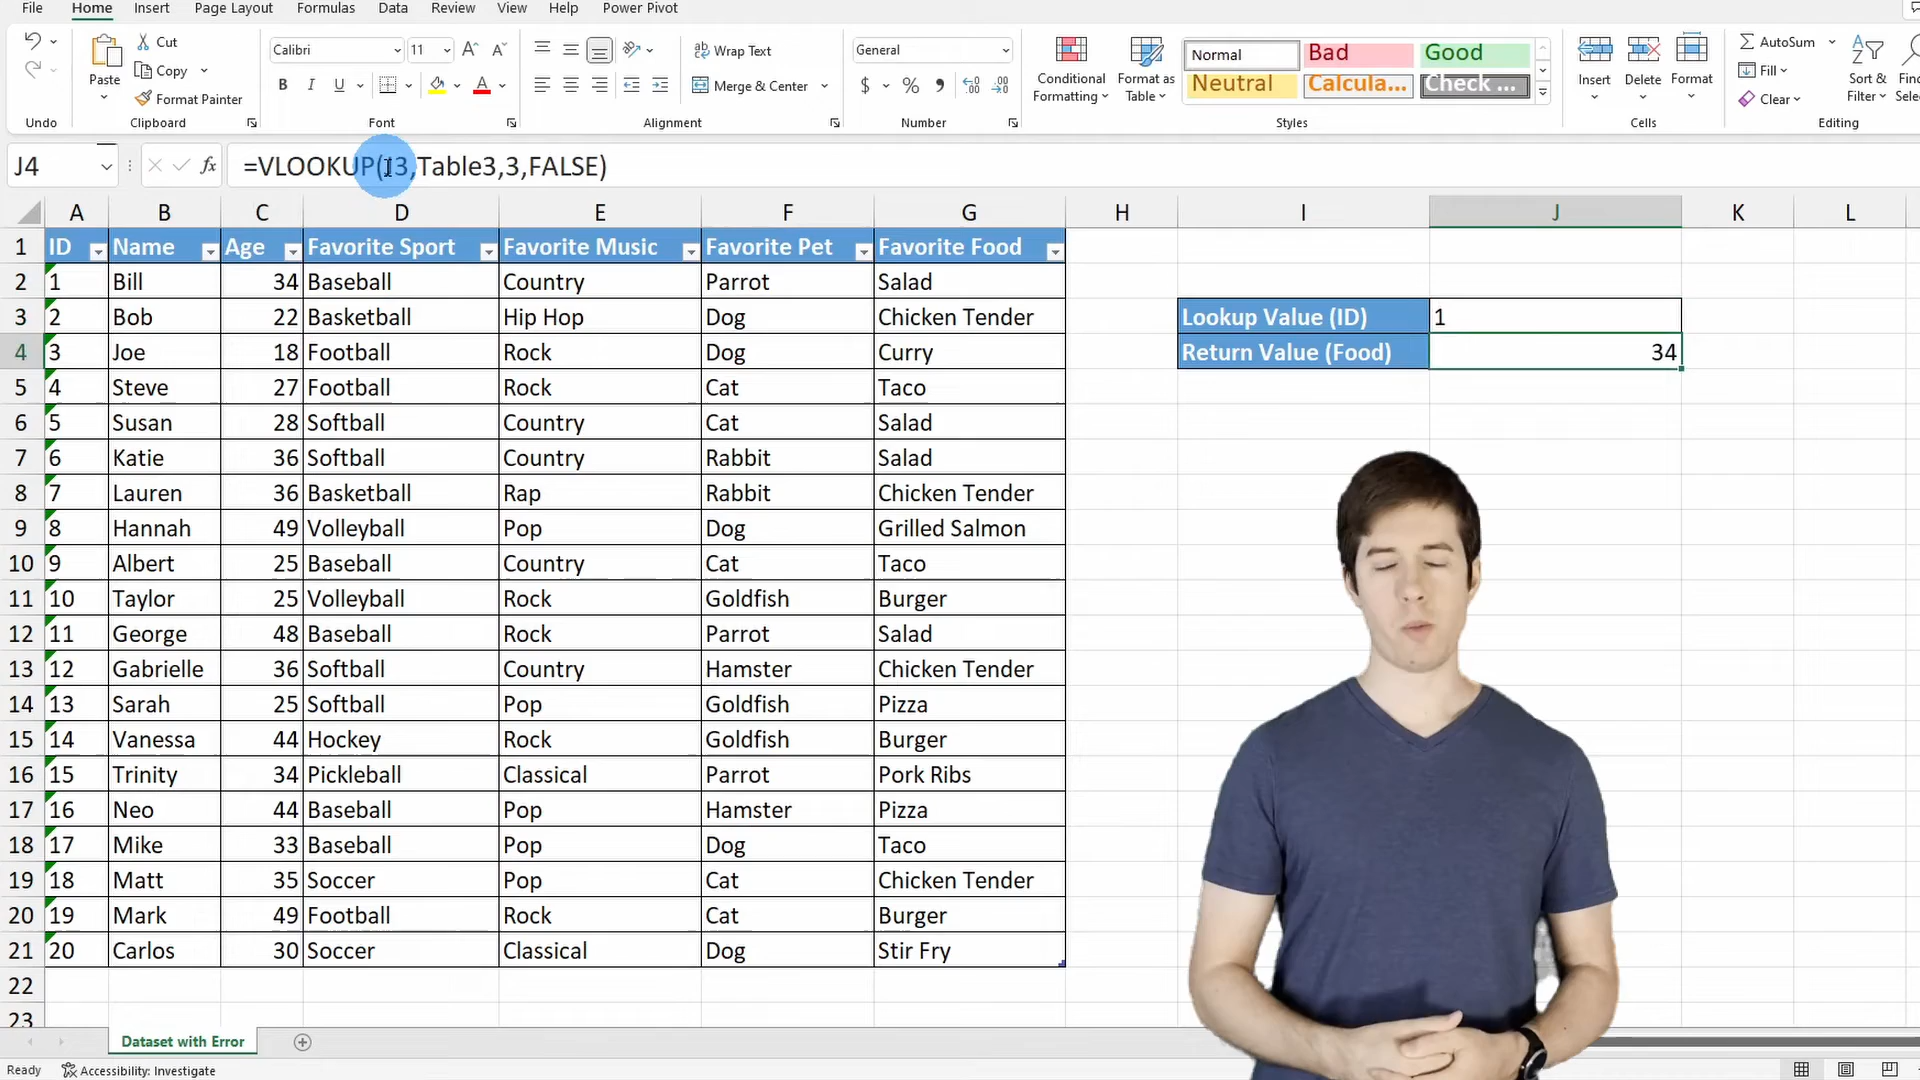 File Home Insert Page Layout Formulas Data Review View Help Power Pivot
Cut
Copy
Format Painter
Paste
Calibri 11
B I U
Wrap Text
Merge & Center
General
$ %
Conditional Formatting
Format as Table
Normal Bad Good
Neutral Calcula... Check ...
Insert Delete Format
AutoSum
Fill
Clear
Sort & Filter
Undo Clipboard Font Alignment Number Styles Cells Editing
J4 fx =VLOOKUP(J3,Table3,3,FALSE)
A B C D E F G H I J K L
1 ID Name Age Favorite Sport Favorite Music Favorite Pet Favorite Food
2 1 Bill 34 Baseball Country Parrot Salad
3 2 Bob 22 Basketball Hip Hop Dog Chicken Tender Lookup Value (ID) 1
4 3 Joe 18 Football Rock Dog Curry Return Value (Food) 34
5 4 Steve 27 Football Rock Cat Taco
6 5 Susan 28 Softball Country Cat Salad
7 6 Katie 36 Softball Country Rabbit Salad
8 7 Lauren 36 Basketball Rap Rabbit Chicken Tender
9 8 Hannah 49 Volleyball Pop Dog Grilled Salmon
10 9 Albert 25 Baseball Country Cat Taco
11 10 Taylor 25 Volleyball Rock Goldfish Burger
12 11 George 48 Baseball Rock Parrot Salad
13 12 Gabrielle 36 Softball Country Hamster Chicken Tender
14 13 Sarah 25 Softball Pop Goldfish Pizza
15 14 Vanessa 44 Hockey Rock Goldfish Burger
16 15 Trinity 34 Pickleball Classical Parrot Pork Ribs
17 16 Neo 44 Baseball Pop Hamster Pizza
18 17 Mike 33 Baseball Pop Dog Taco
19 18 Matt 35 Soccer Pop Cat Chicken Tender
20 19 Mark 49 Football Rock Cat Burger
21 20 Carlos 30 Soccer Classical Dog Stir Fry
22
23
Dataset with Error
Ready Accessibility: Investigate